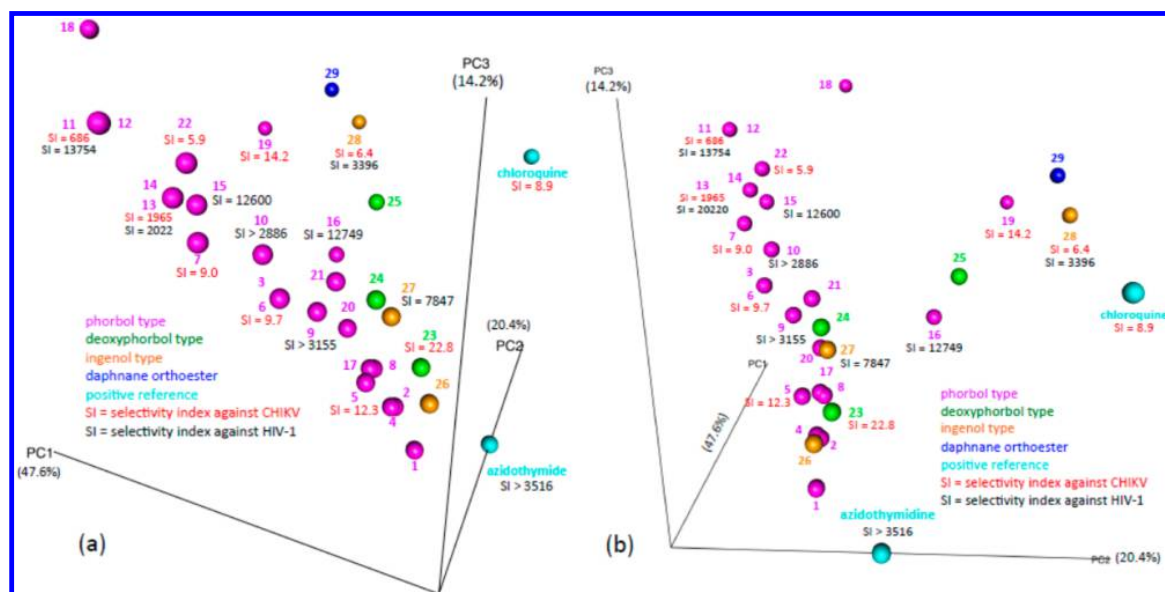 18
29
11
12
SI = 686
SI = 13754
22
SI = 5.9
19
SI = 14.2
28
SI = 6.4
SI = 3396
PC3
(14.2%)
chloroquine
SI = 8.9
14
13
SI = 1965
SI = 2022
15
SI = 12600
25
10
SI > 2886
16
SI = 12749
7
SI = 9.0
3
6
SI = 9.7
21
24
27
SI = 7847
9
SI > 3155
20
(20.4%)
PC2
23
SI = 22.8
17
8
5
SI = 12.3
2
4
26
1
phorbol type
deoxyphorbol type
ingenol type
daphnane orthoester
positive reference
SI = selectivity index against CHIKV
SI = selectivity index against HIV-1
PC1
(47.6%)
azidothymide
SI > 3516
(a)
PC3
(14.2%)
18
11
12
SI = 686
SI = 13754
22
SI = 5.9
14
13
SI = 1965
SI = 20220
15
SI = 12600
29
19
SI = 14.2
28
SI = 6.4
SI = 3396
7
SI = 9.0
10
SI > 2886
25
3
6
SI = 9.7
21
chloroquine
SI = 8.9
9
SI > 3155
24
16
SI = 12749
20
27
SI = 7847
PC1
(47.6%)
17
5
8
SI = 12.3
23
SI = 22.8
4
2
26
1
phorbol type
deoxyphorbol type
ingenol type
daphnane orthoester
positive reference
SI = selectivity index against CHIKV
SI = selectivity index against HIV-1
azidothymidine
SI > 3516
(b)
PC2 (20.4%)